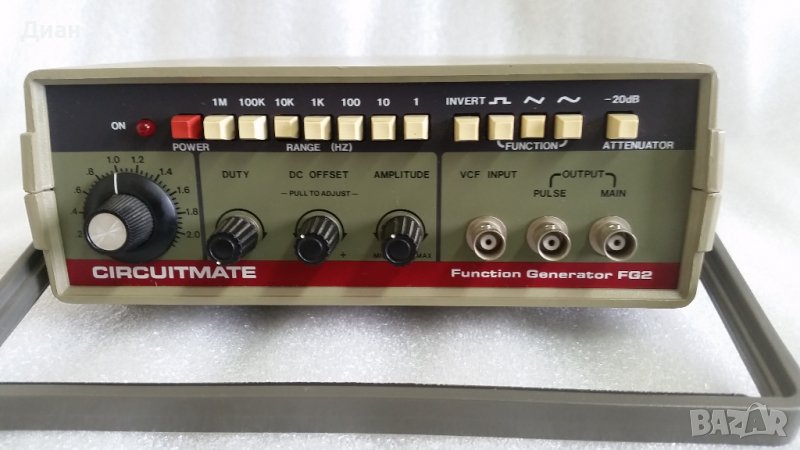 Диан
1M 100K 10K 1K 100 10 1
INVERT
-20dB
ON
POWER
RANGE (HZ)
FUNCTION
ATTENUATOR
.2 .4 .6 .8 1.0 1.2 1.4 1.6 1.8 2.0
DUTY
DC OFFSET
AMPLITUDE
- PULL TO ADJUST -
VCF INPUT
OUTPUT
PULSE
MAIN
+
MAX
CIRCUITMATE
Function Generator FG2
BAZAR